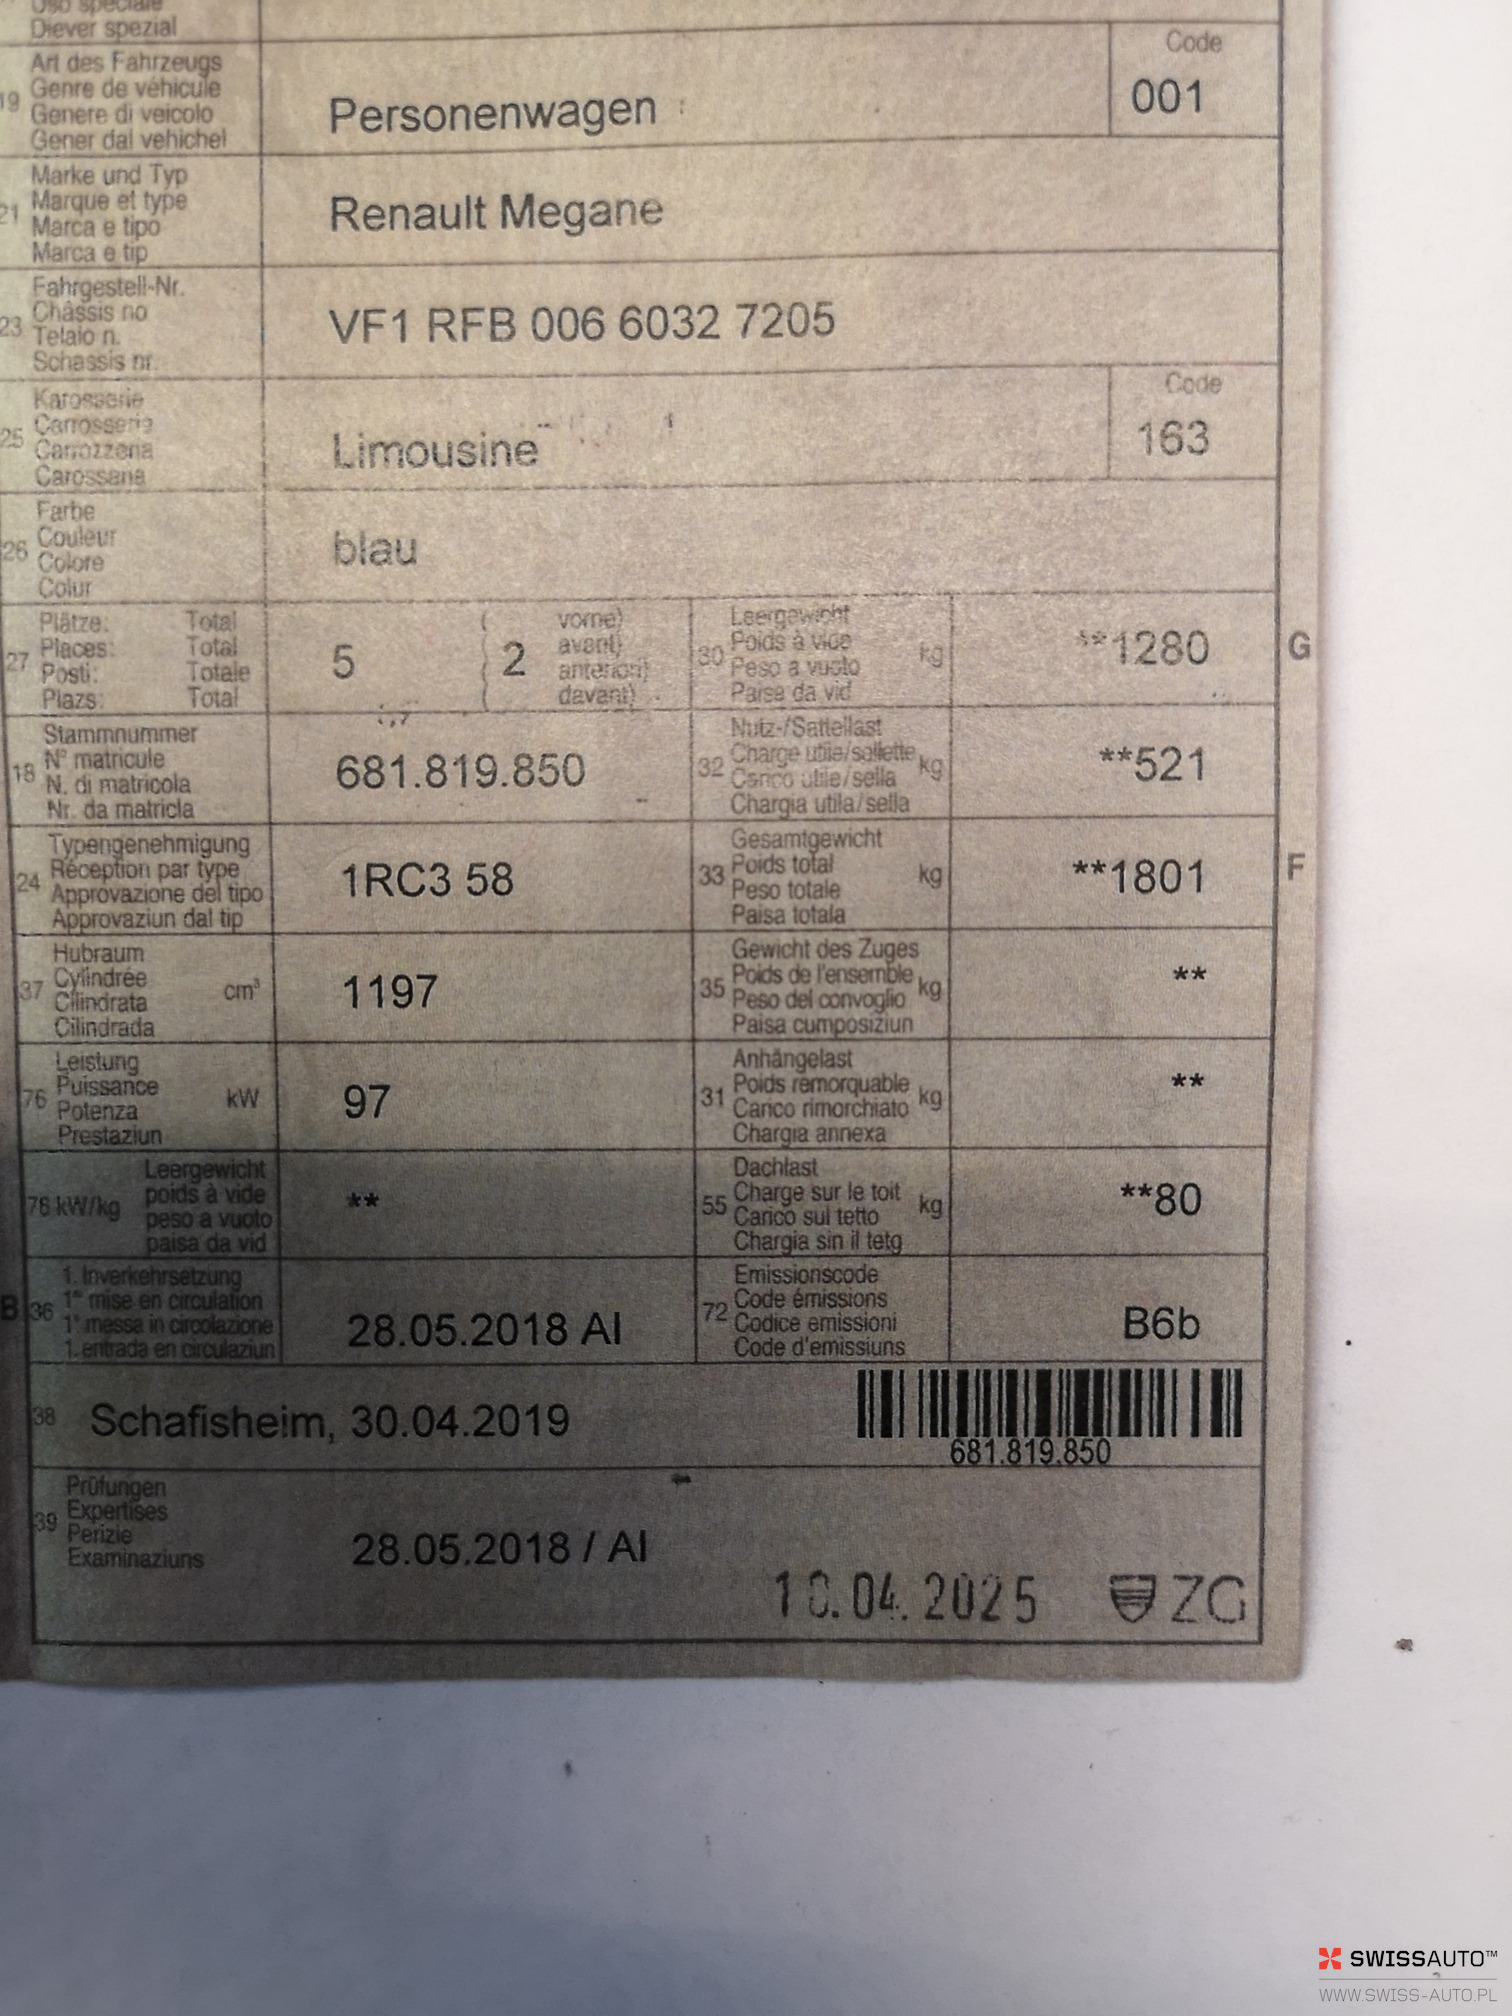 Uso speciale
Diever spezial
19 Art des Fahrzeugs
Genre de véhicule
Genere di veicolo
Gener dal vehichel
Personenwagen
Code
001
21 Marke und Typ
Marque et type
Marca e tipo
Marca e tip
Renault Megane
23 Fahrgestell-Nr.
Châssis no
Telaio n.
Schassis nr.
VF1 RFB 006 6032 7205
25 Karosserie
Carrosserie
Carrozzeria
Carossaria
Limousine
Code
163
26 Farbe
Couleur
Colore
Colur
blau
27 Plätze: Total
Places: Total
Posti: Totale
Plazs: Total
5 ( 2 vorne)
avant)
anteriori)
davant)
30 Leergewicht
Poids à vide
Peso a vuoto
Paisa da vid
kg
**1280
G
18 Stammnummer
N° matricule
N. di matricola
Nr. da matricla
681.819.850
32 Nutz-/Sattellast
Charge utile/sellette
Carico utile/sella
Chargia utila/sella
kg
**521
24 Typengenehmigung
Réception par type
Approvazione del tipo
Approvaziun dal tip
1RC3 58
33 Gesamtgewicht
Poids total
Peso totale
Paisa totala
kg
**1801
F
37 Hubraum
Cylindrée
Cilindrata
Cilindrada
cm³
1197
35 Gewicht des Zuges
Poids de l'ensemble
Peso del convoglio
Paisa cumposiziun
kg
**
76 Leistung
Puissance
Potenza
Prestaziun
kW
97
31 Anhängelast
Poids remorquable
Carico rimorchiato
Chargia annexa
kg
**
78 kW/kg
Leergewicht
poids à vide
peso a vuoto
paisa da vid
**
55 Dachlast
Charge sur le toit
Carico sul tetto
Chargia sin il tetg
kg
**80
B 36 1. Inverkehrsetzung
1re mise en circulation
1a messa in circolazione
1. entrada en circulaziun
28.05.2018 AI
72 Emissionscode
Code émissions
Codice emissioni
Code d'emissiuns
B6b
38 Schafisheim, 30.04.2019
681.819.850
39 Prüfungen
Expertises
Perizie
Examinaziuns
28.05.2018 / AI
.04.2025 ZG
SWISSAUTO™
WWW.SWISS-AUTO.PL